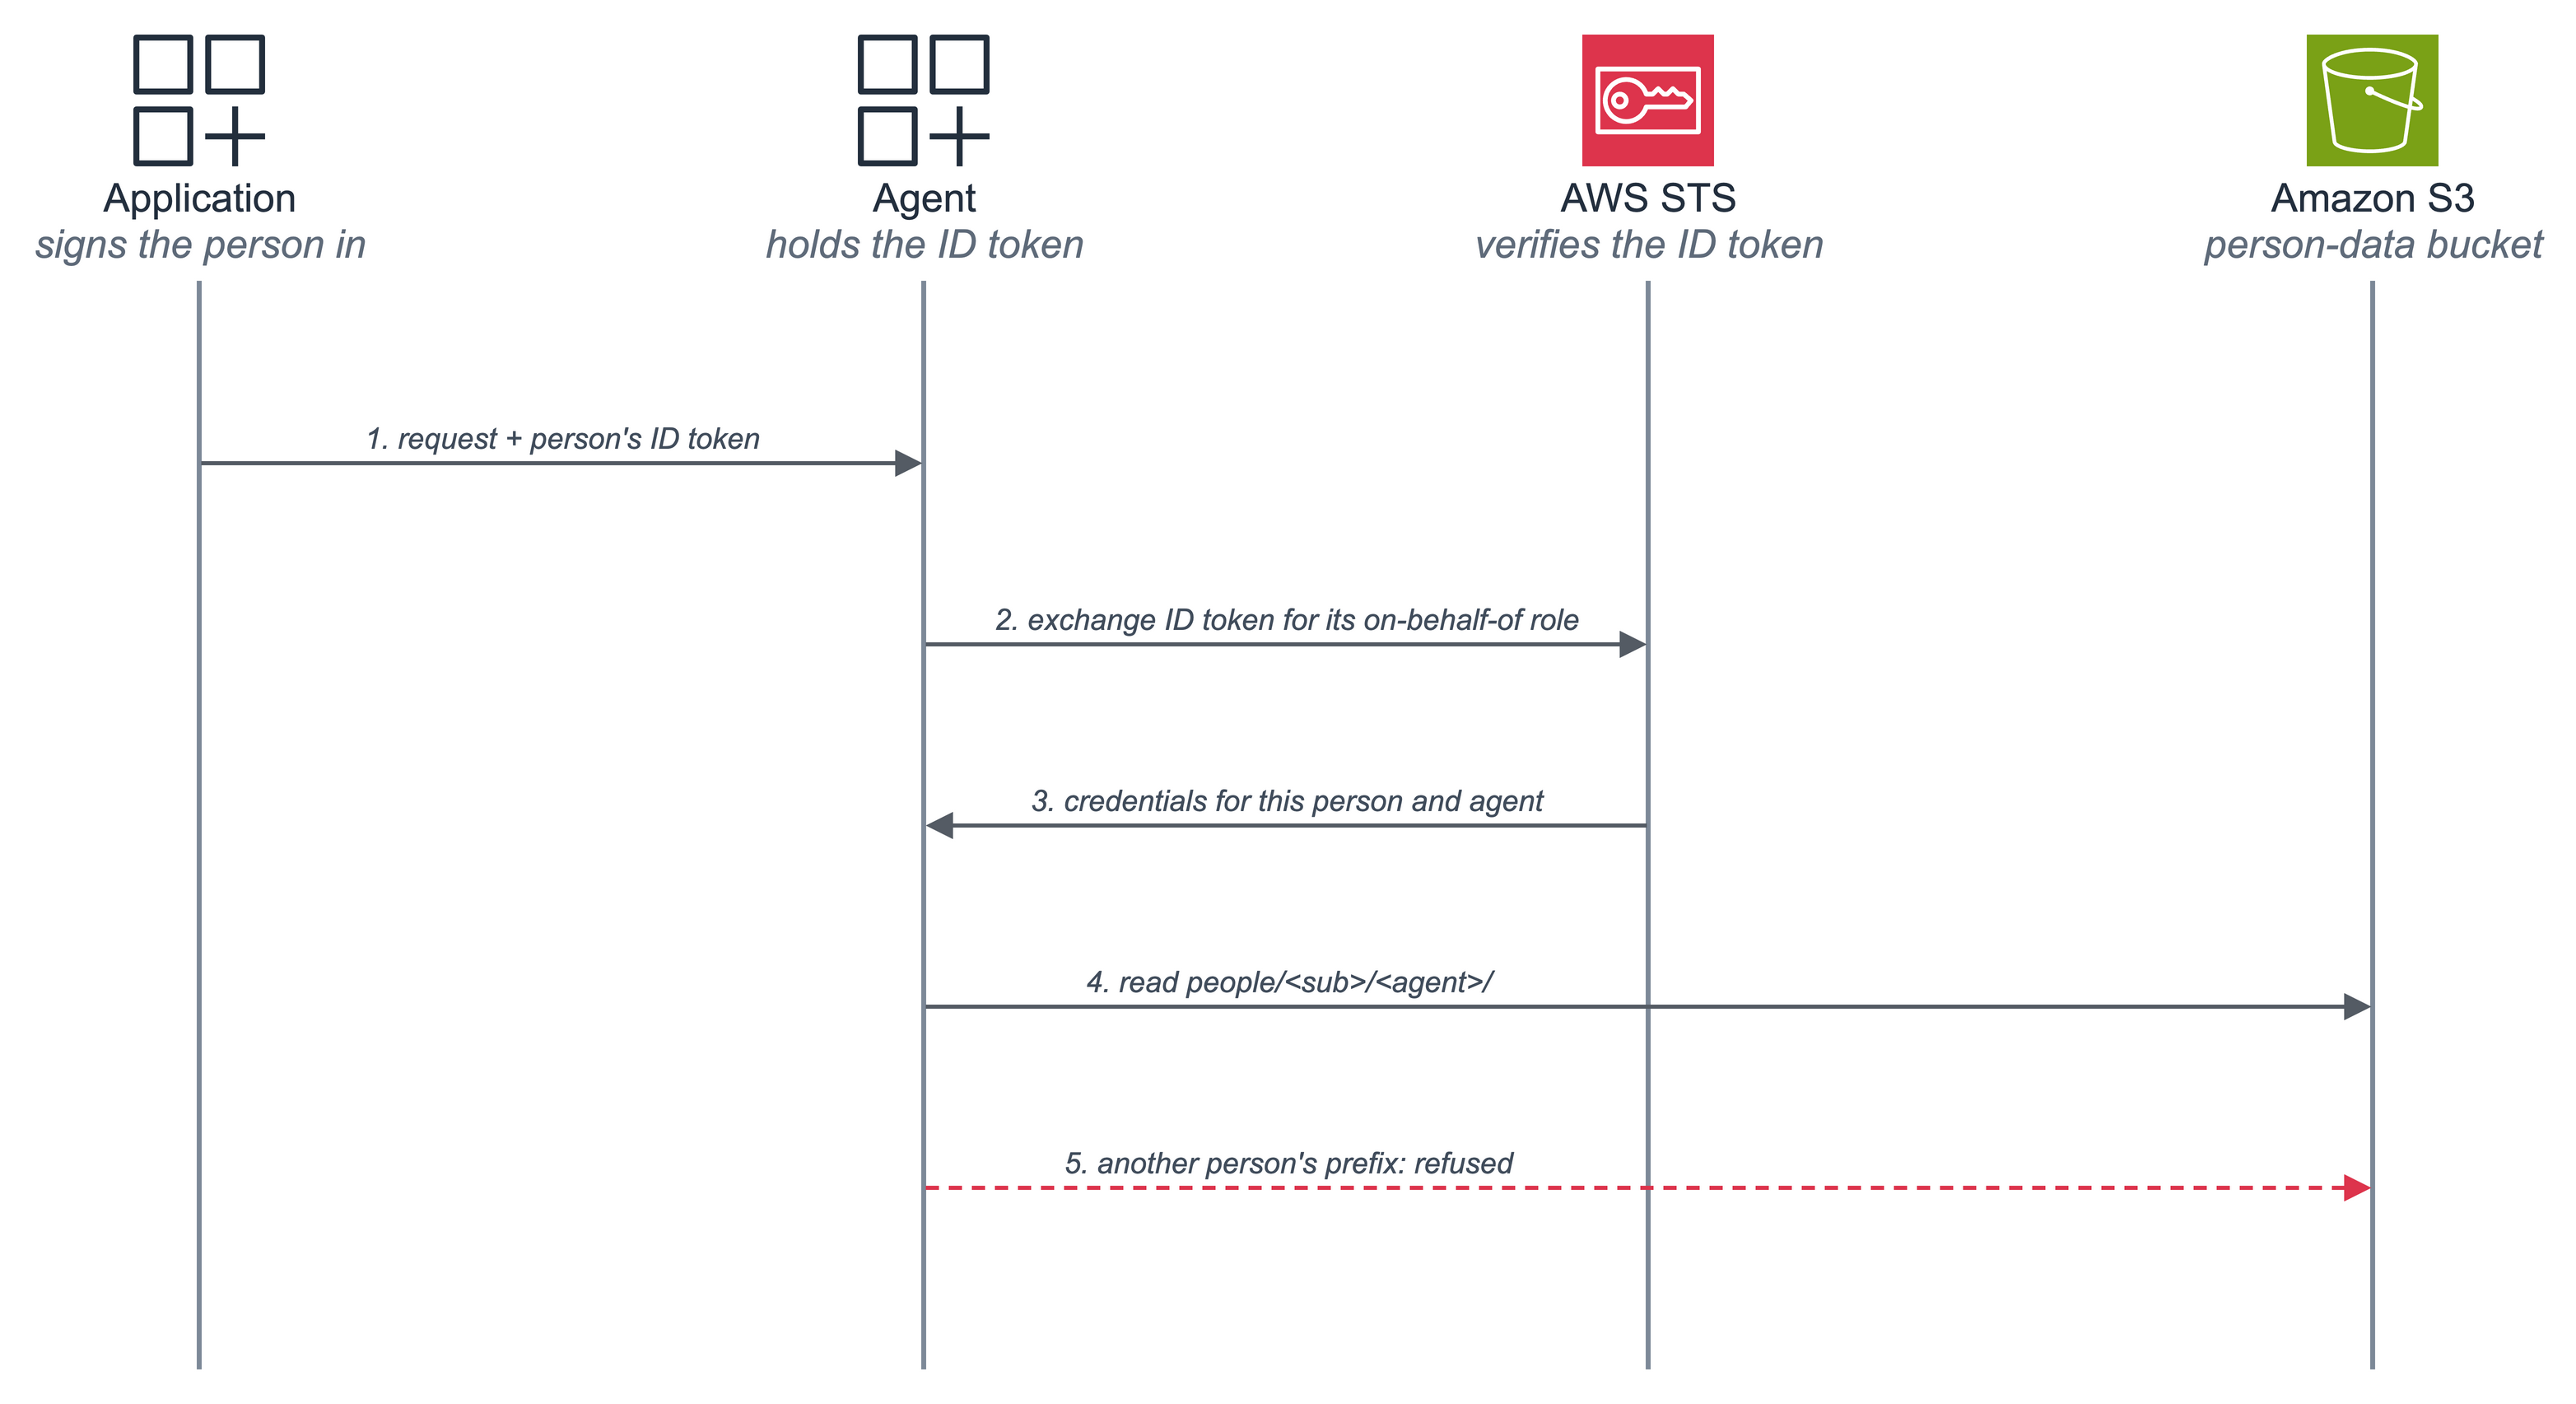 Application
signs the person in
Agent
holds the ID token
AWS STS
verifies the ID token
Amazon S3
person-data bucket
1. request + person's ID token
2. exchange ID token for its on-behalf-of role
3. credentials for this person and agent
4. read people/<sub>/<agent>/
5. another person's prefix: refused